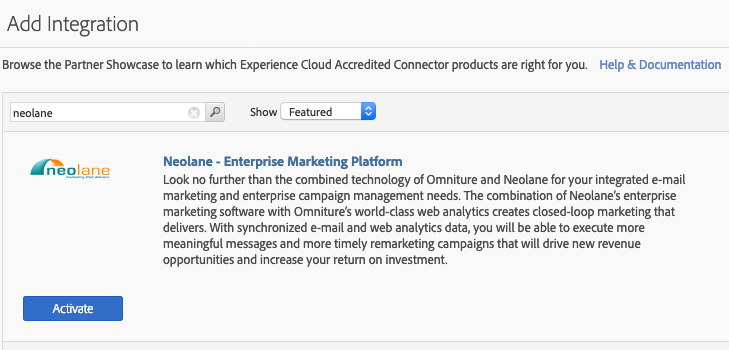 Add Integration
Browse the Partner Showcase to learn which Experience Cloud Accredited Connector products are right for you. Help & Documentation
neolane Show Featured
neolane
marketing that delivers
Neolane - Enterprise Marketing Platform
Look no further than the combined technology of Omniture and Neolane for your integrated e-mail
marketing and enterprise campaign management needs. The combination of Neolane's enterprise
marketing software with Omniture's world-class web analytics creates closed-loop marketing that
delivers. With synchronized e-mail and web analytics data, you will be able to execute more
meaningful messages and more timely remarketing campaigns that will drive new revenue
opportunities and increase your return on investment.
Activate